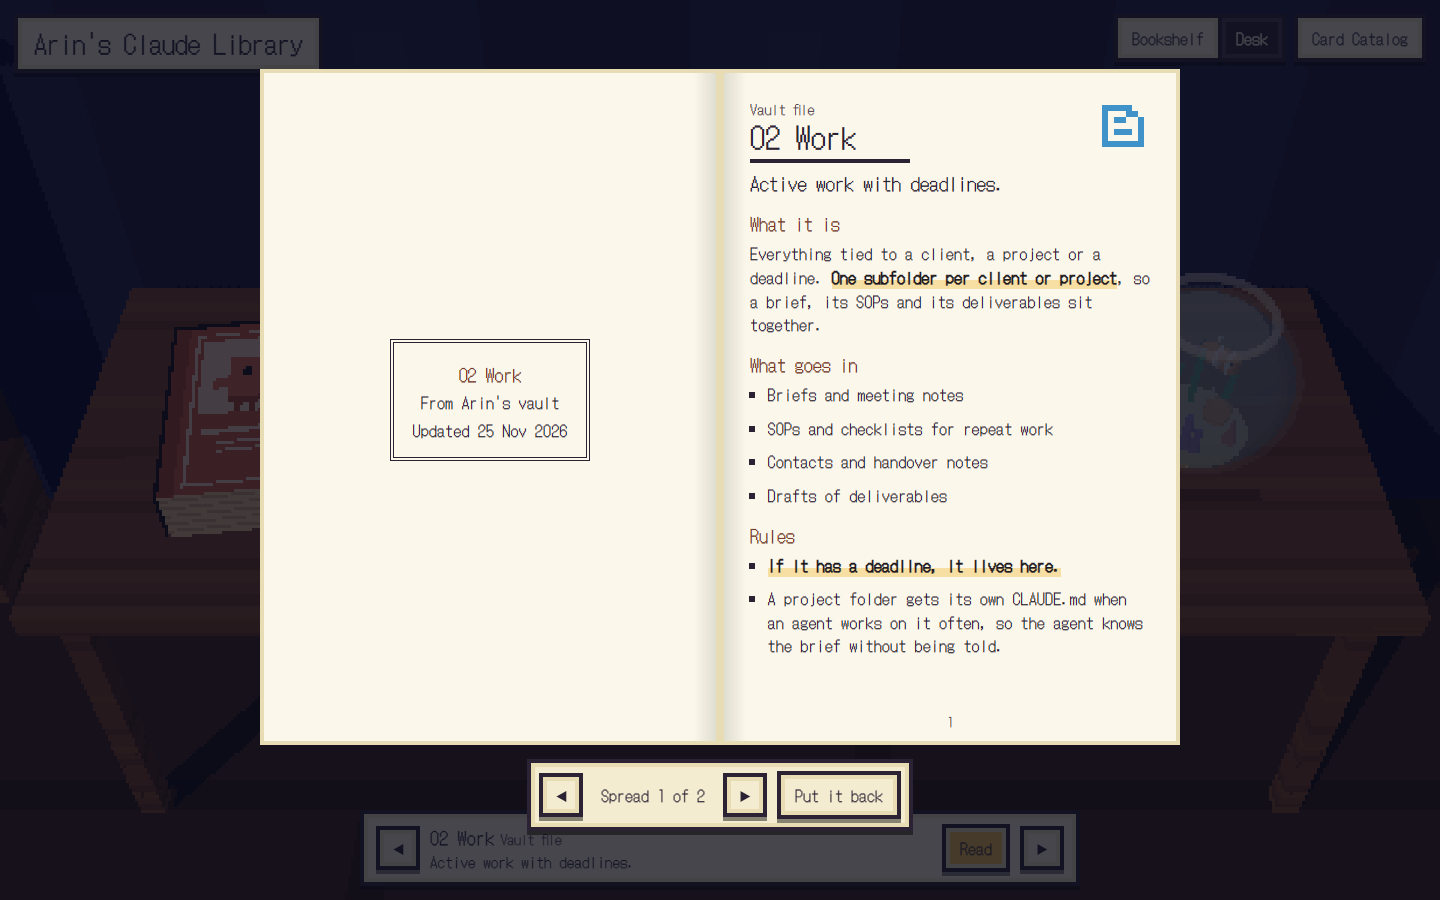 Arin's Claude Library
Bookshelf
Desk
Card Catalog
02 Work
From Arin's vault
Updated 25 Nov 2026
Vault file
02 Work
Active work with deadlines.
What it is
Everything tied to a client, a project or a
deadline. One subfolder per client or project, so
a brief, its SOPs and its deliverables sit
together.
What goes in
Briefs and meeting notes
SOPs and checklists for repeat work
Contacts and handover notes
Drafts of deliverables
Rules
If it has a deadline, it lives here.
A project folder gets its own CLAUDE.md when
an agent works on it often, so the agent knows
the brief without being told.
1
Spread 1 of 2
Put it back
02 Work Vault file
Active work with deadlines.
Read